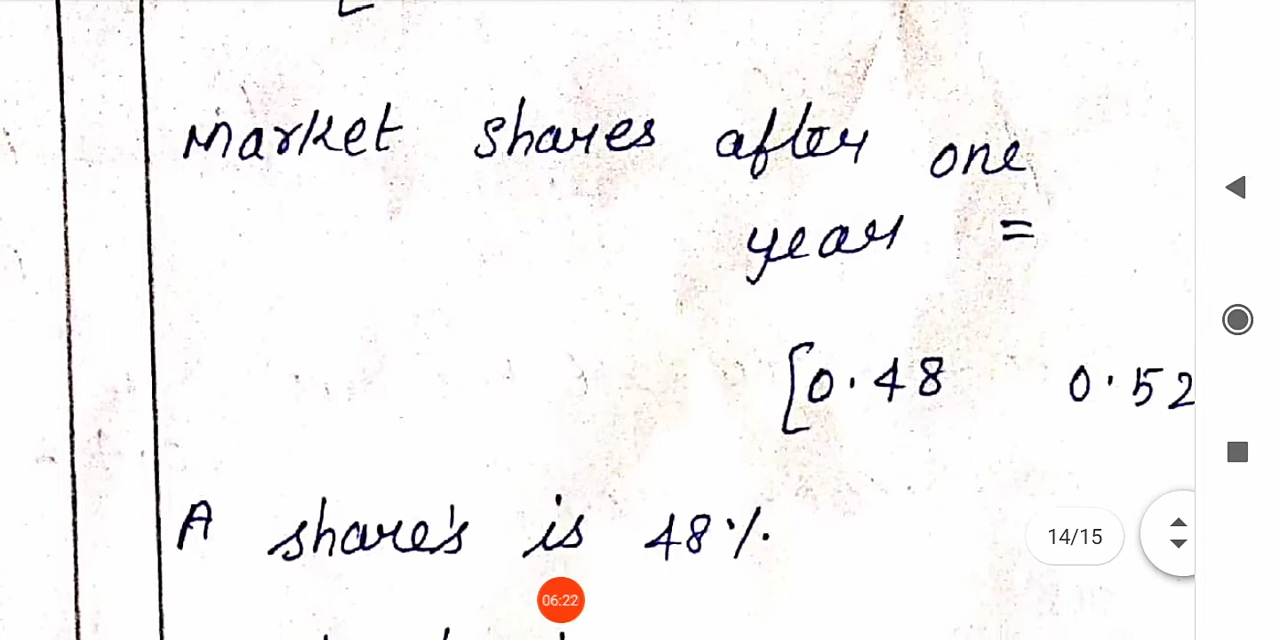 Market shares after one
year =
[0.48 0.52
A share's is 48%.
14/15
06:22